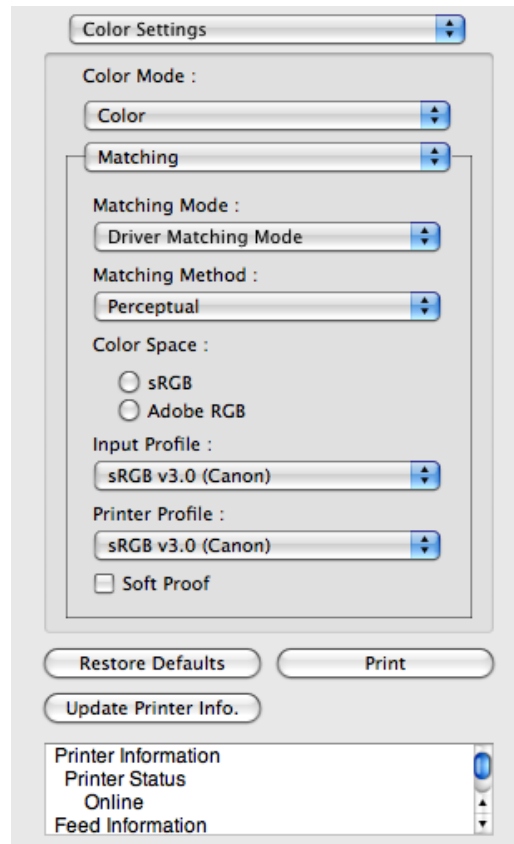 Color Settings
Color Mode :
Color
Matching
Matching Mode :
Driver Matching Mode
Matching Method :
Perceptual
Color Space :
sRGB
Adobe RGB
Input Profile :
sRGB v3.0 (Canon)
Printer Profile :
sRGB v3.0 (Canon)
Soft Proof
Restore Defaults Print
Update Printer Info.
Printer Information
Printer Status
Online
Feed Information